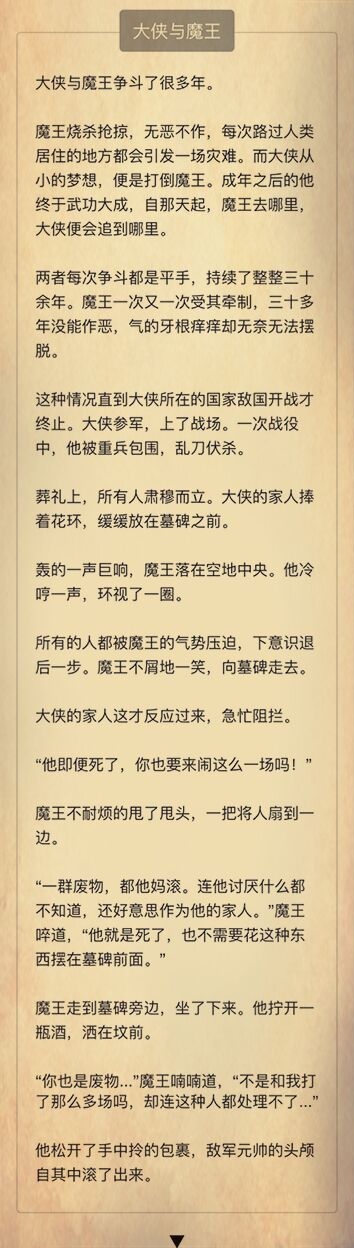 大侠与魔王
大侠与魔王争斗了很多年。
魔王烧杀抢掠，无恶不作，每次路过人类
居住的地方都会引发一场灾难。而大侠从
小的梦想，便是打倒魔王。成年之后的他
终于武功大成，自那天起，魔王去哪里，
大侠便会追到哪里。
两者每次争斗都是平手，持续了整整三十
余年。魔王一次又一次受其牵制，三十多
年没能作恶，气的牙根痒痒却无奈无法摆
脱。
这种情况直到大侠所在的国家敌国开战才
终止。大侠参军，上了战场。一次战役
中，他被重兵包围，乱刀伏杀。
葬礼上，所有人肃穆而立。大侠的家人捧
着花环，缓缓放在墓碑之前。
轰的一声巨响，魔王落在空地中央。他冷
哼一声，环视了一圈。
所有的人都被魔王的气势压迫，下意识退
后一步。魔王不屑地一笑，向墓碑走去。
大侠的家人这才反应过来，急忙阻拦。
“他即便死了，你也要来闹这么一场吗！”
魔王不耐烦的甩了甩头，一把将人扇到一
边。
“一群废物，都他妈滚。连他讨厌什么都
不知道，还好意思作为他的家人。”魔王
啐道，“他就是死了，也不需要花这种东
西摆在墓碑前面。”
魔王走到墓碑旁边，坐了下来。他拧开一
瓶酒，洒在坟前。
“你也是废物...”魔王喃喃道，“不是和我打
了那么多场吗，却连这种人都处理不了...”
他松开了手中拎的包裹，敌军元帅的头颅
自其中滚了出来。